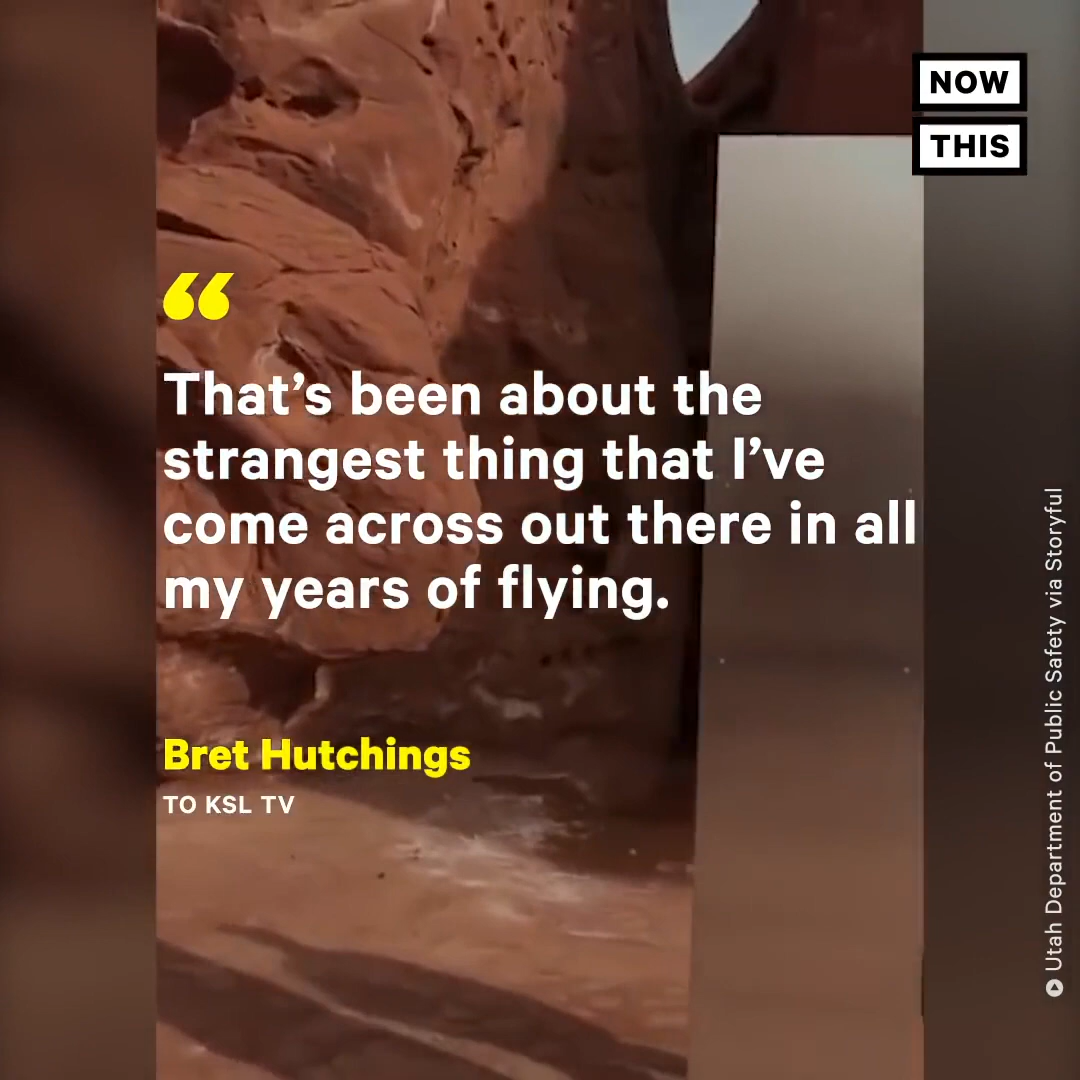 NOW
THIS
“
That’s been about the
strangest thing that I’ve
come across out there in all
my years of flying.
Bret Hutchings
TO KSL TV
Utah Department of Public Safety via Storyful